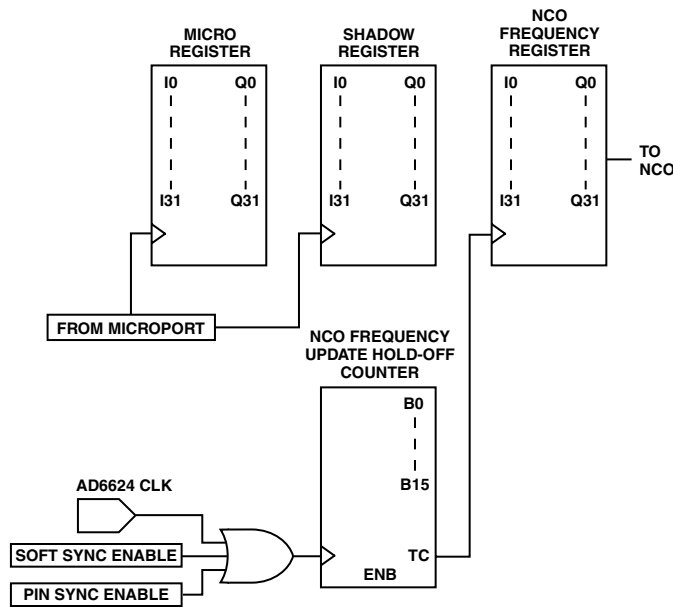 MICRO
REGISTER
I0 Q0
I31 Q31
SHADOW
REGISTER
I0 Q0
I31 Q31
NCO
FREQUENCY
REGISTER
I0 Q0
I31 Q31
TO
NCO
FROM MICROPORT
NCO FREQUENCY
UPDATE HOLD-OFF
COUNTER
B0
B15
TC
ENB
AD6624 CLK
SOFT SYNC ENABLE
PIN SYNC ENABLE